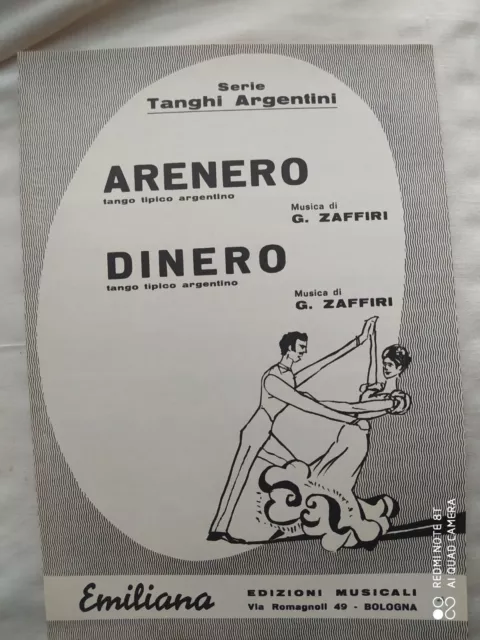 Serie
Tanghi Argentini
ARENERO
tango tipico argentino
Musica di
G. ZAFFIRI
DINERO
tango tipico argentino
Musica di
G. ZAFFIRI
Emiliana
EDIZIONI MUSICALI
Via Romagnoli 49 - BOLOGNA
REDMI NOTE 8T
AI QUAD CAMERA